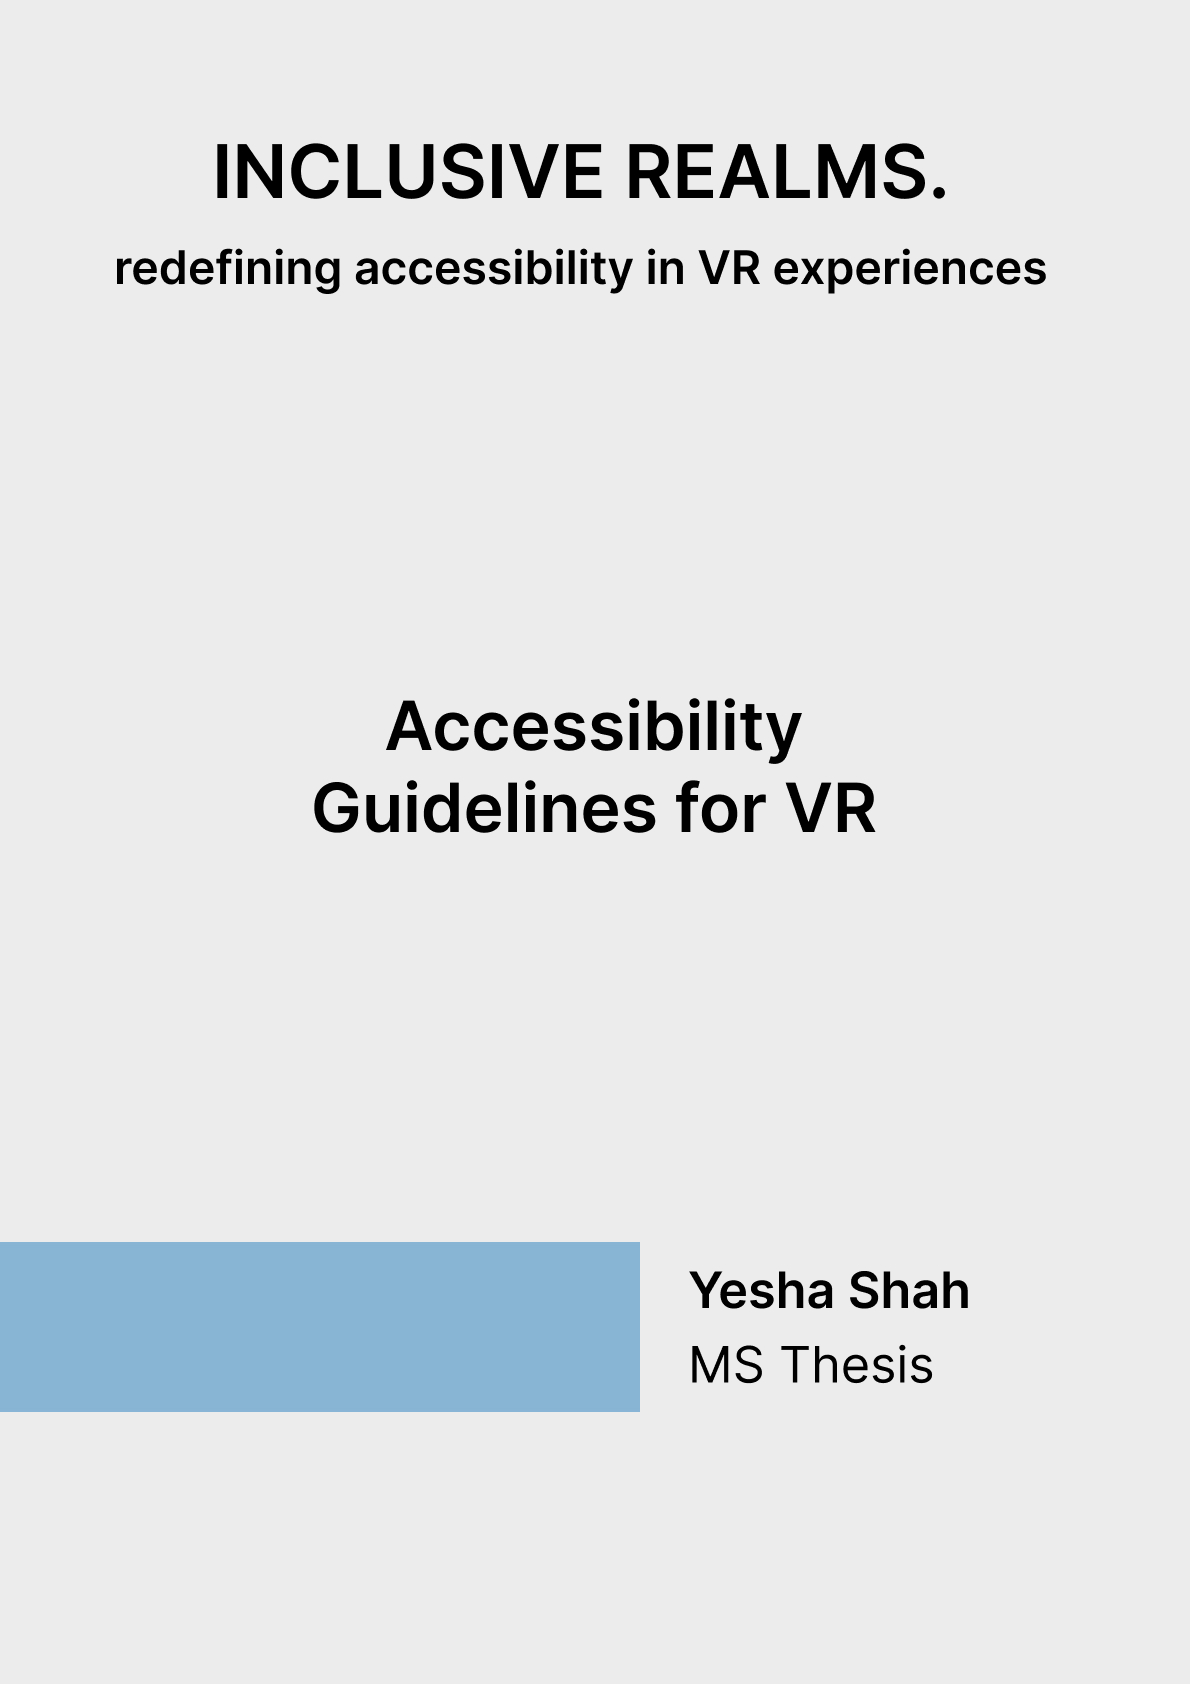 INCLUSIVE REALMS.
redefining accessibility in VR experiences
Accessibility
Guidelines for VR
Yesha Shah
MS Thesis